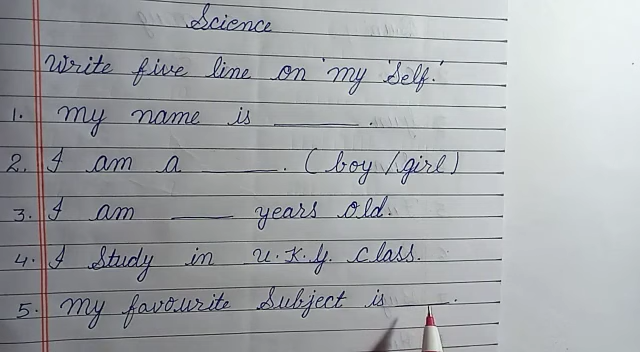 Science
Write five line on 'my self.'
1. My name is ______.
2. I am a ______. (boy / girl)
3. I am ______ years old.
4. I study in U.K.G. class.
5. My favourite Subject is ______.